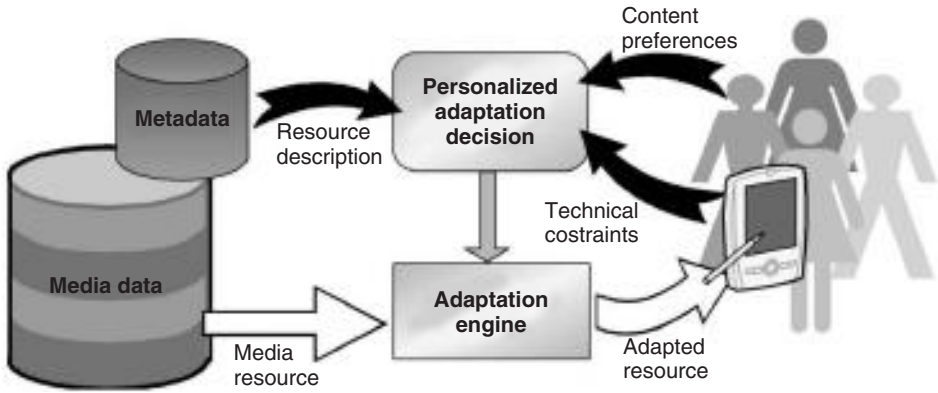 Content
preferences
Metadata
Personalized
adaptation
decision
Resource
description
Technical
costraints
Media data
Adaptation
engine
Media
resource
Adapted
resource